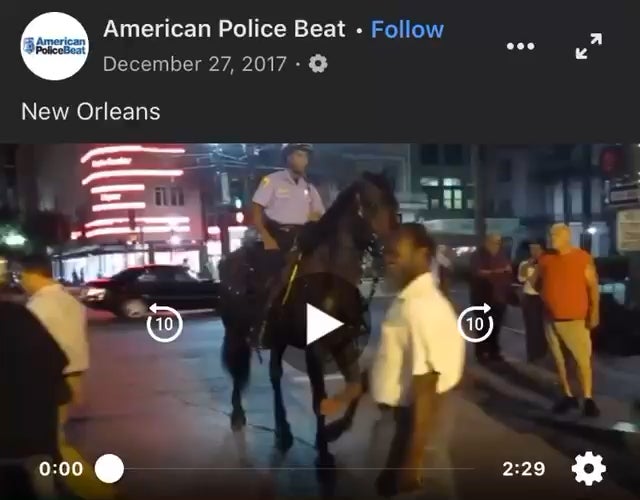 American
PoliceBeat
American Police Beat • Follow
December 27, 2017 •
New Orleans
10
10
0:00
2:29